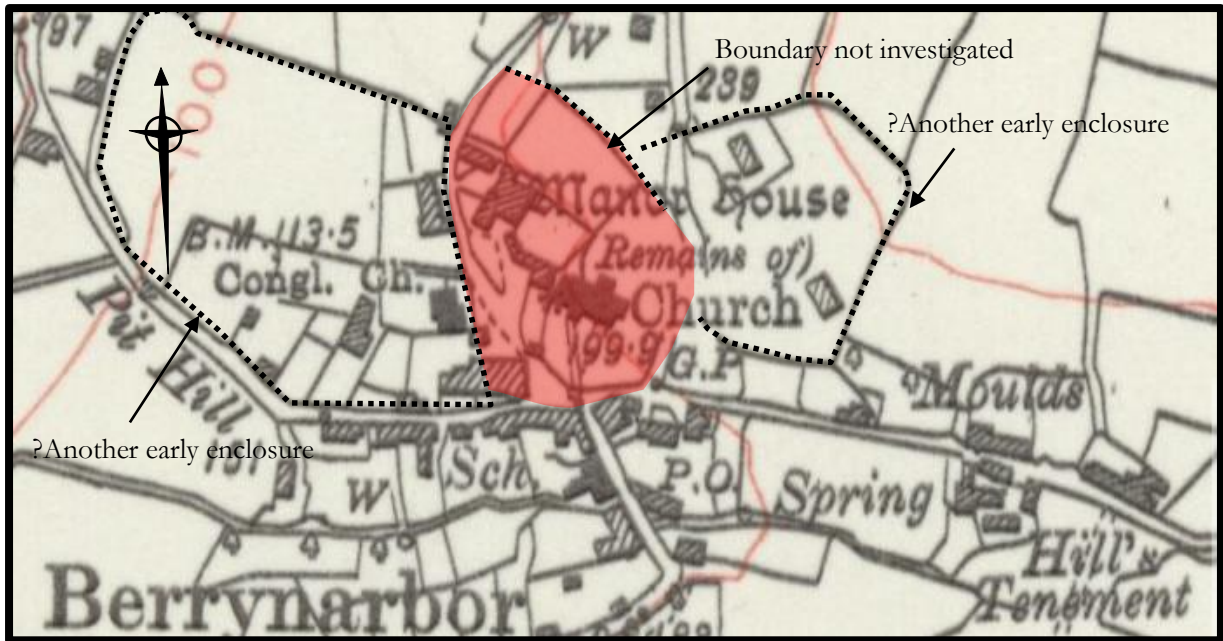 97
W
Boundary not investigated
100
239
?Another early enclosure
Manor House
B.M. 113·5
(Remains of)
Congl. Ch.
Church
Pit Hill
99·9
G.P.
Moulds
?Another early enclosure
W
Sch.
P.O.
Spring
Hill's
Tenement
Berrynarbor